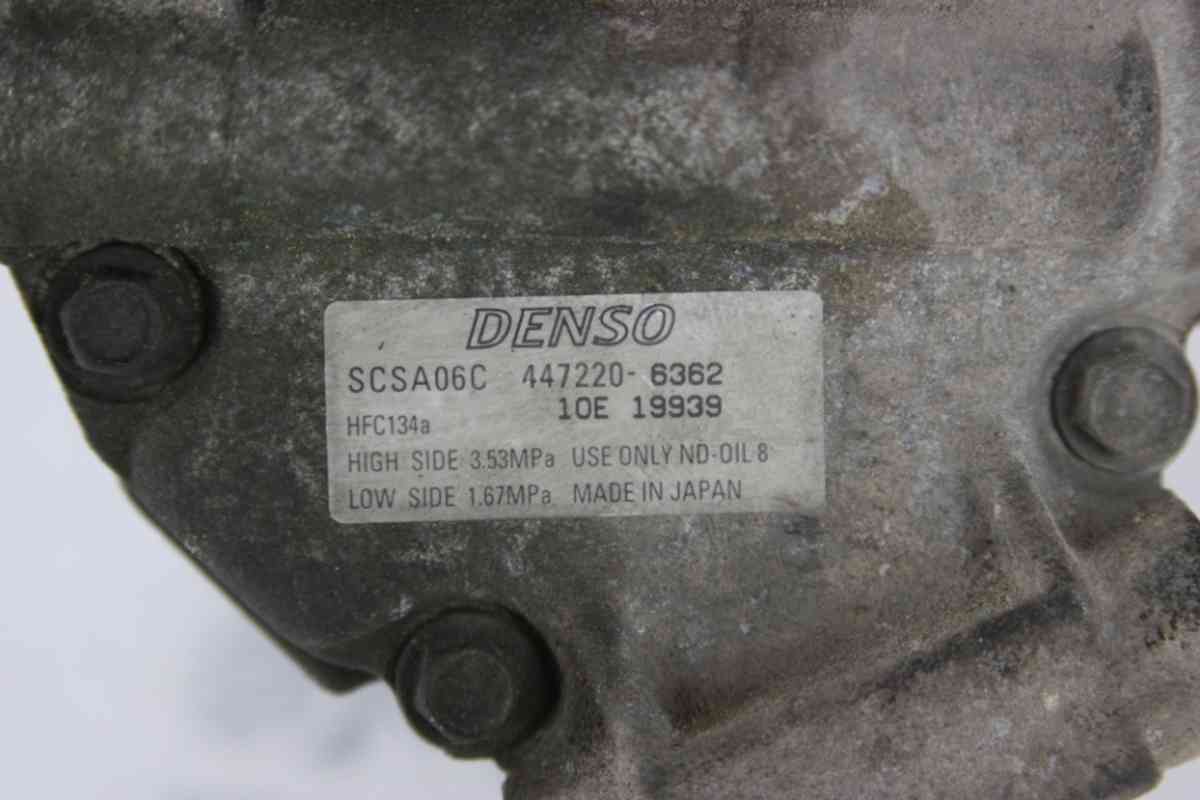 DENSO
SCSA06C 447220-6362
10E 19939
HFC134a
HIGH SIDE 3.53MPa USE ONLY ND-OIL 8
LOW SIDE 1.67MPa MADE IN JAPAN